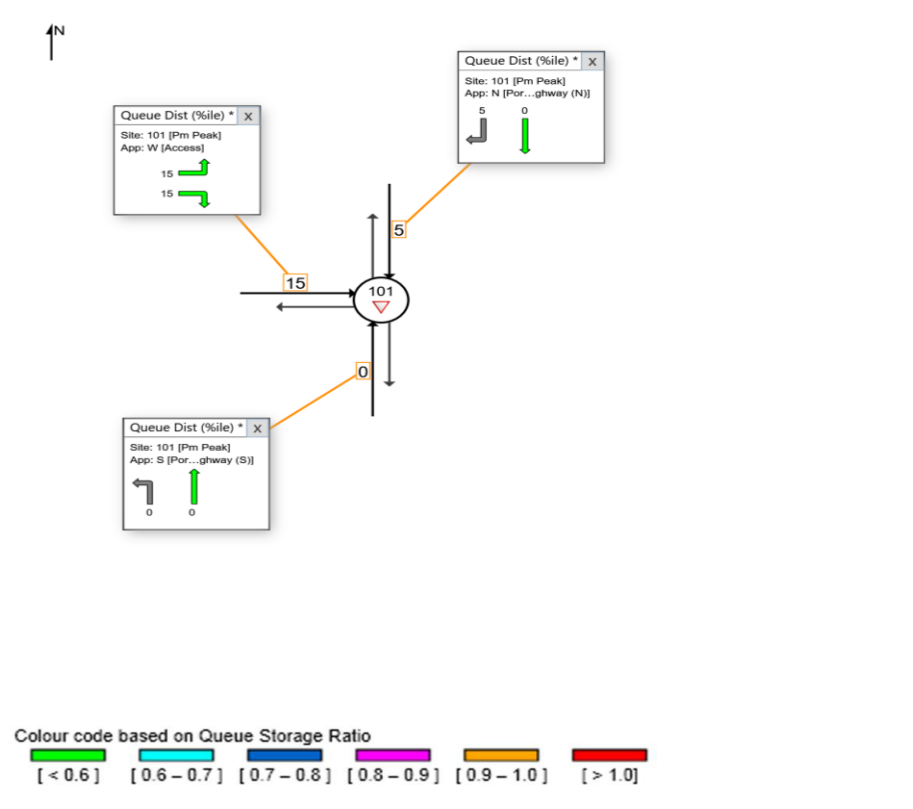 N
Queue Dist (%ile) * x
Site: 101 [Pm Peak]
App: N [Por...ghway (N)]
5 0
Queue Dist (%ile) * x
Site: 101 [Pm Peak]
App: W [Access]
15
15
5
15
101
0
Queue Dist (%ile) * x
Site: 101 [Pm Peak]
App: S [Por...ghway (S)]
0 0
Colour code based on Queue Storage Ratio
[ < 0.6 ] [ 0.6 – 0.7 ] [ 0.7 – 0.8 ] [ 0.8 – 0.9 ] [ 0.9 – 1.0 ] [ > 1.0]